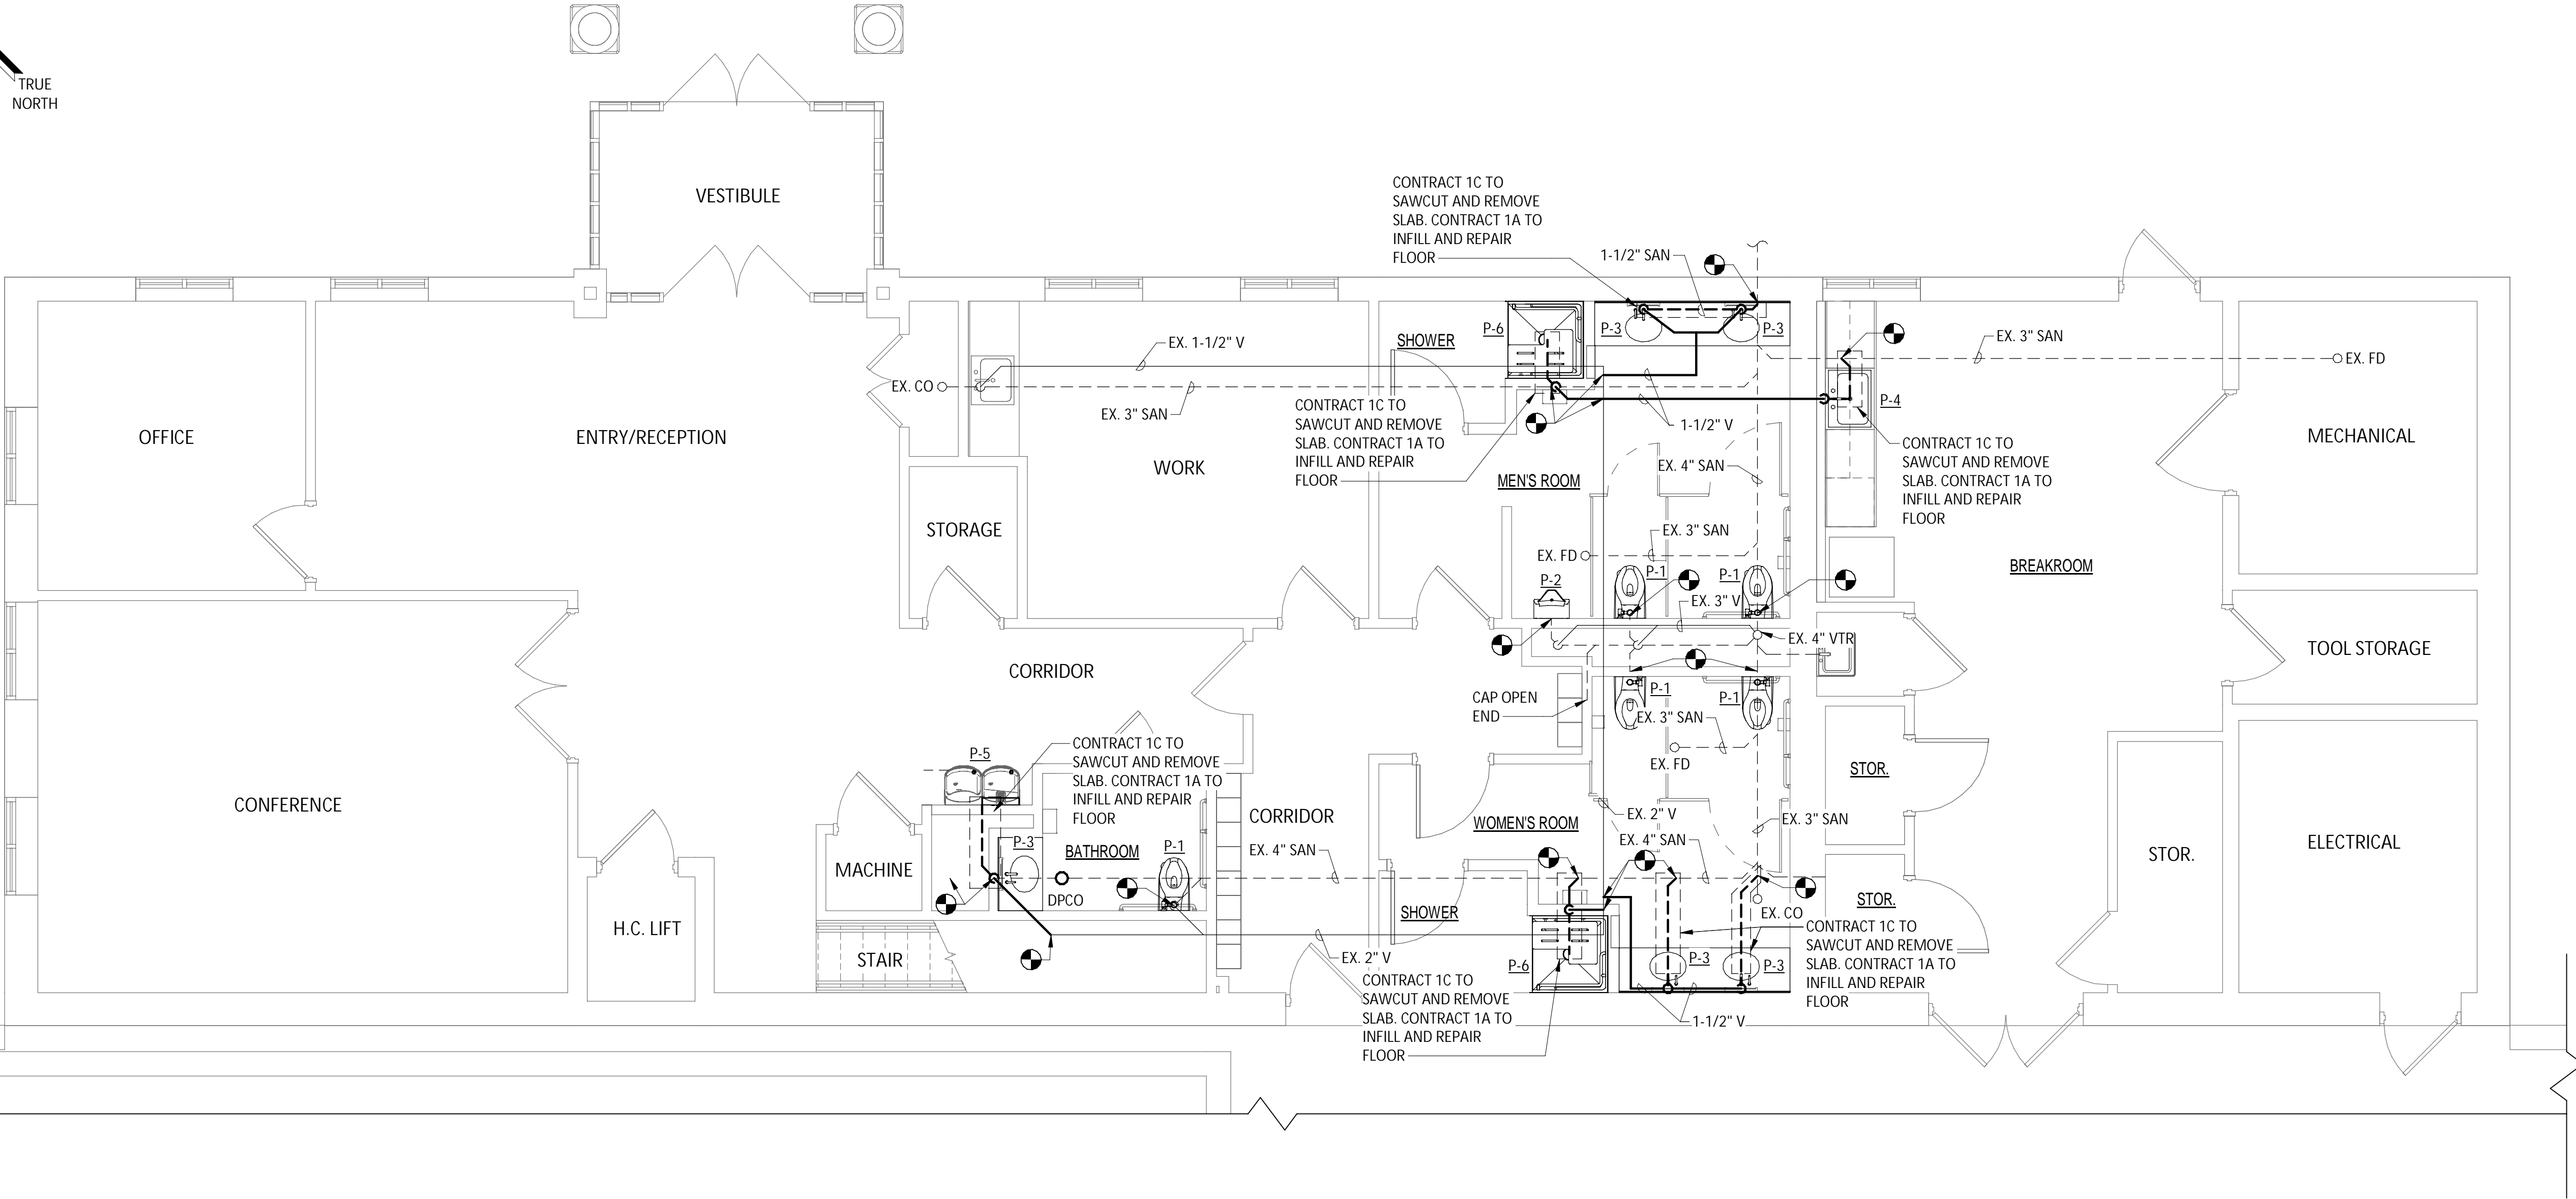 TRUE
NORTH
VESTIBULE
CONTRACT 1C TO
SAWCUT AND REMOVE
SLAB. CONTRACT 1A TO
INFILL AND REPAIR
FLOOR
1-1/2" SAN
P-6
P-3
P-3
SHOWER
EX. 1-1/2" V
EX. 3" SAN
EX. FD
EX. CO
EX. 3" SAN
P-4
CONTRACT 1C TO
SAWCUT AND REMOVE
SLAB. CONTRACT 1A TO
INFILL AND REPAIR
FLOOR
1-1/2" V
OFFICE
ENTRY/RECEPTION
WORK
MECHANICAL
CONTRACT 1C TO
SAWCUT AND REMOVE
SLAB. CONTRACT 1A TO
INFILL AND REPAIR
FLOOR
EX. 4" SAN
MEN'S ROOM
STORAGE
EX. 3" SAN
EX. FD
P-2
P-1
P-1
BREAKROOM
EX. 3" V
EX. 4" VTR
TOOL STORAGE
CORRIDOR
CAP OPEN
END
P-1
P-1
EX. 3" SAN
EX. FD
P-5
CONTRACT 1C TO
SAWCUT AND REMOVE
SLAB. CONTRACT 1A TO
INFILL AND REPAIR
FLOOR
STOR.
CONFERENCE
CORRIDOR
WOMEN'S ROOM
EX. 2" V
EX. 3" SAN
EX. 4" SAN
P-3
BATHROOM
P-1
EX. 4" SAN
MACHINE
STOR.
ELECTRICAL
DPCO
STOR.
SHOWER
EX. CO
H.C. LIFT
STAIR
EX. 2" V
P-6
P-3
P-3
CONTRACT 1C TO
SAWCUT AND REMOVE
SLAB. CONTRACT 1A TO
INFILL AND REPAIR
FLOOR
CONTRACT 1C TO
SAWCUT AND REMOVE
SLAB. CONTRACT 1A TO
INFILL AND REPAIR
FLOOR
1-1/2" V